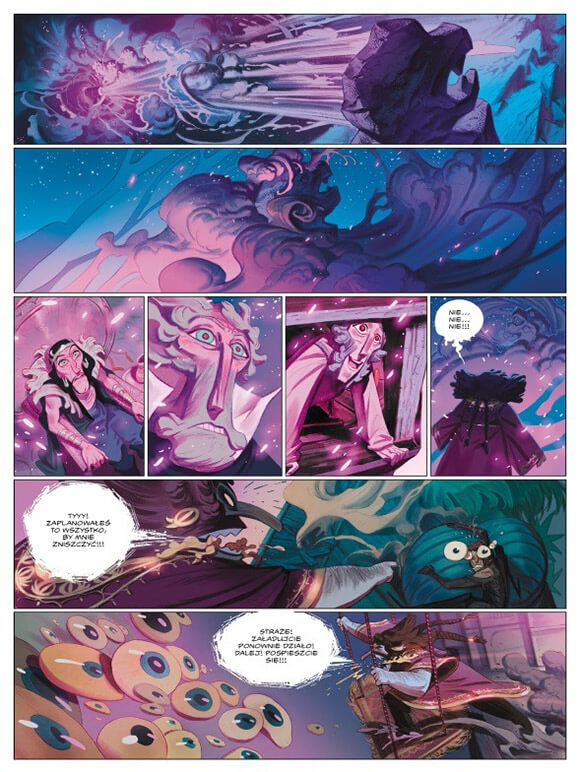 NIE...
NIE...
NIE!!!
TYYY!
ZAPLANOWAŁEŚ
TO WSZYSTKO,
BY MNIE
ZNISZCZYĆ!!!
STRAŻE!
ZAŁADUJCIE
PONOWNIE DZIAŁO!
DALEJ! POSPIESZCIE
SIĘ!!!